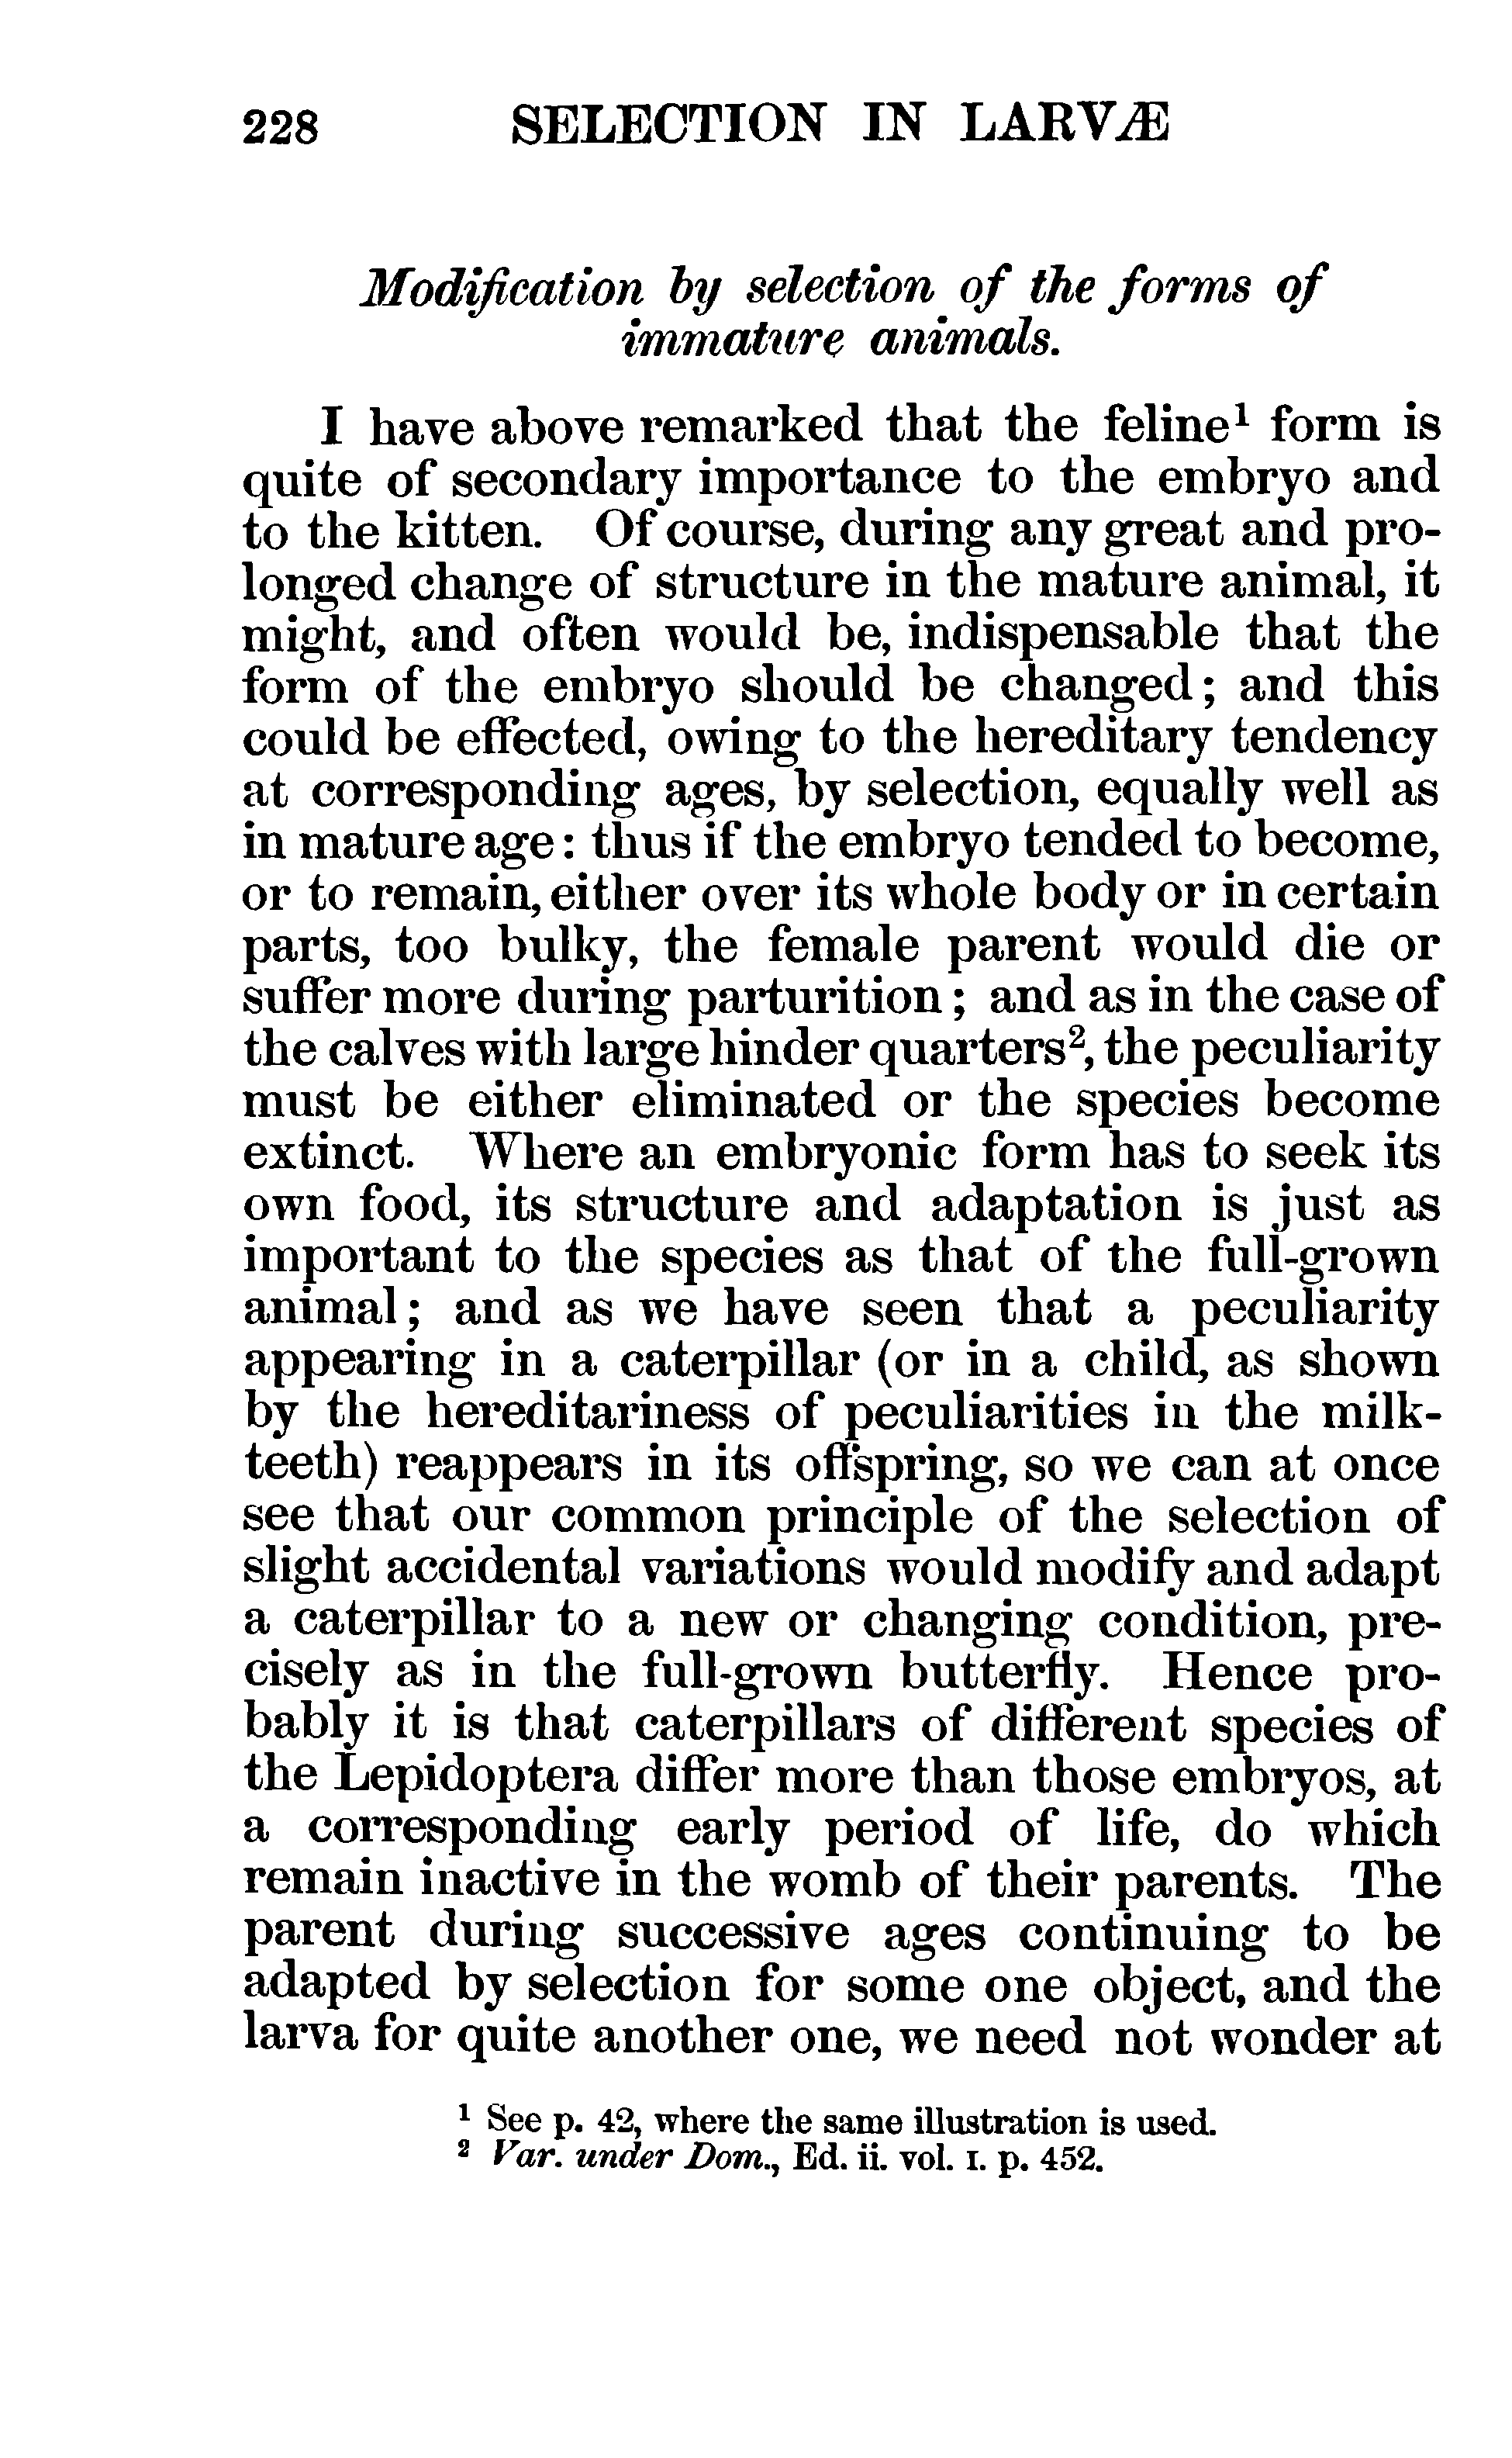 228 SELECTION IN LARVÆ
Modification by selection of the forms of
immature animals.
I have above remarked that the feline¹ form is
quite of secondary importance to the embryo and
to the kitten. Of course, during any great and pro-
longed change of structure in the mature animal, it
might, and often would be, indispensable that the
form of the embryo should be changed; and this
could be effected, owing to the hereditary tendency
at corresponding ages, by selection, equally well as
in mature age: thus if the embryo tended to become,
or to remain, either over its whole body or in certain
parts, too bulky, the female parent would die or
suffer more during parturition; and as in the case of
the calves with large hinder quarters², the peculiarity
must be either eliminated or the species become
extinct. Where an embryonic form has to seek its
own food, its structure and adaptation is just as
important to the species as that of the full-grown
animal; and as we have seen that a peculiarity
appearing in a caterpillar (or in a child, as shown
by the hereditariness of peculiarities in the milk-
teeth) reappears in its offspring, so we can at once
see that our common principle of the selection of
slight accidental variations would modify and adapt
a caterpillar to a new or changing condition, pre-
cisely as in the full-grown butterfly. Hence pro-
bably it is that caterpillars of different species of
the Lepidoptera differ more than those embryos, at
a corresponding early period of life, do which
remain inactive in the womb of their parents. The
parent during successive ages continuing to be
adapted by selection for some one object, and the
larva for quite another one, we need not wonder at
¹ See p. 42, where the same illustration is used.
² Var. under Dom., Ed. ii. vol. I. p. 452.